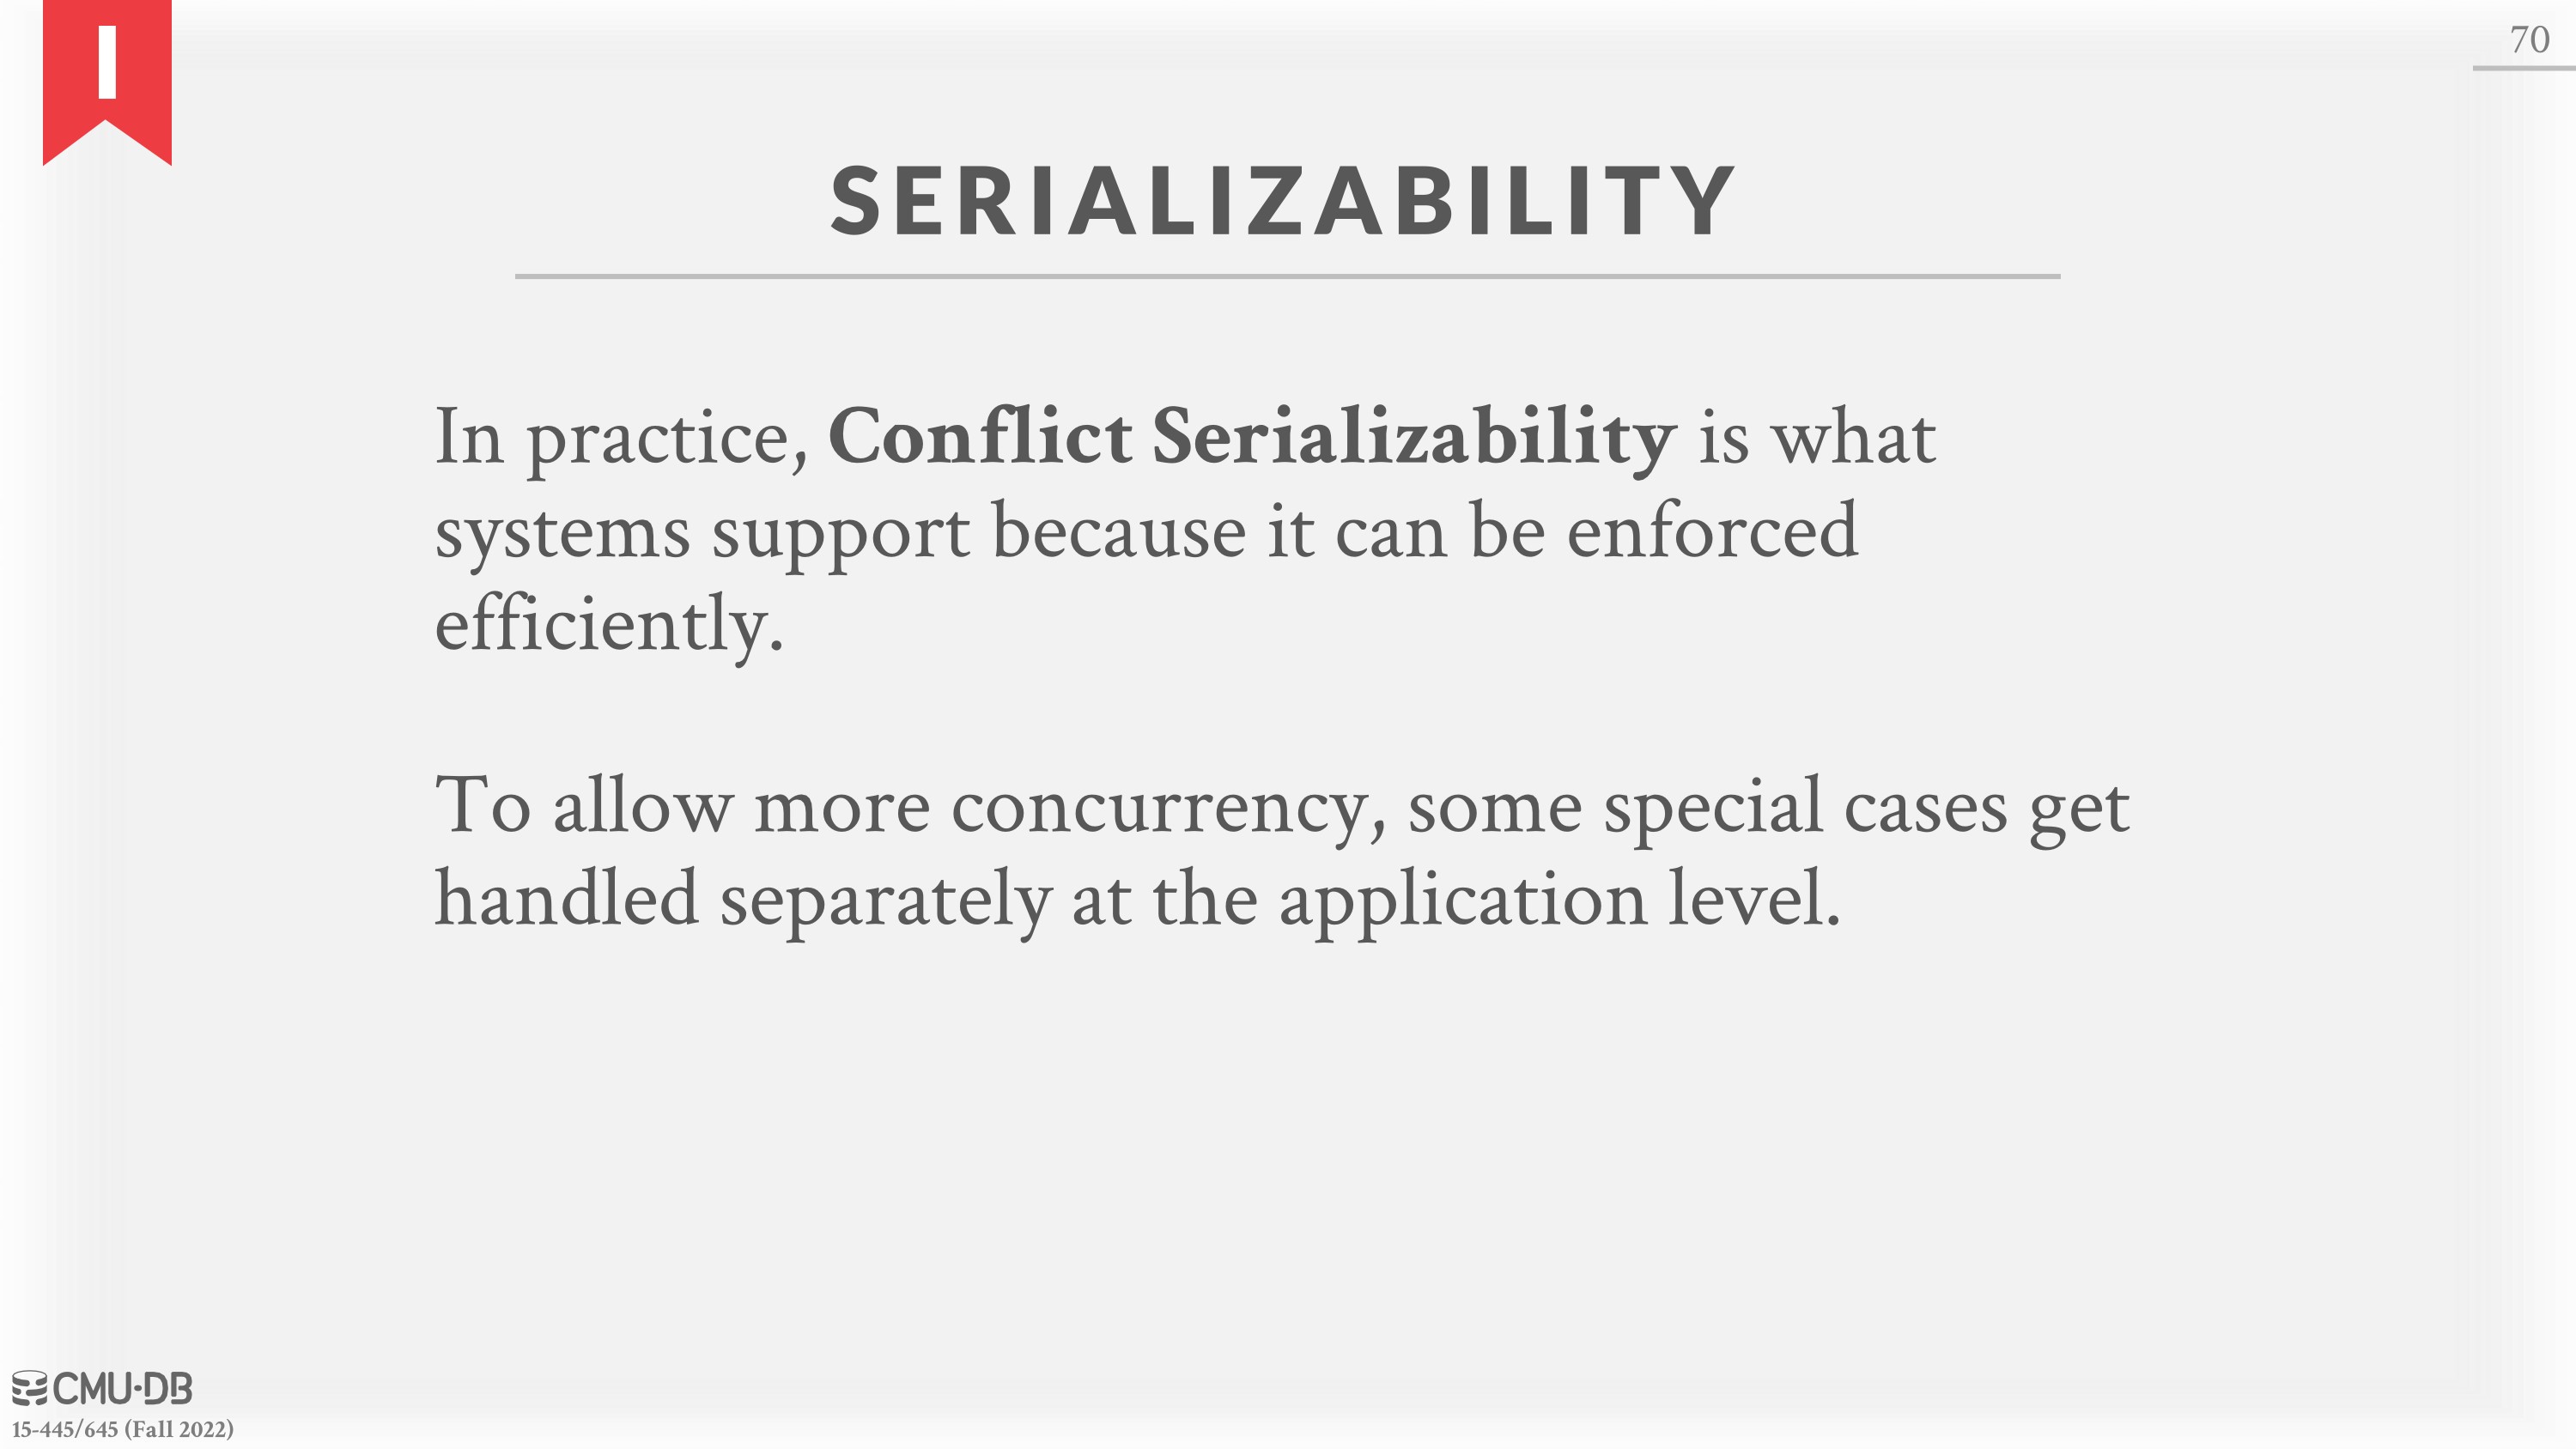 I
70
SERIALIZABILITY
In practice, Conflict Serializability is what
systems support because it can be enforced
efficiently.
To allow more concurrency, some special cases get
handled separately at the application level.
CMU·DB
15-445/645 (Fall 2022)